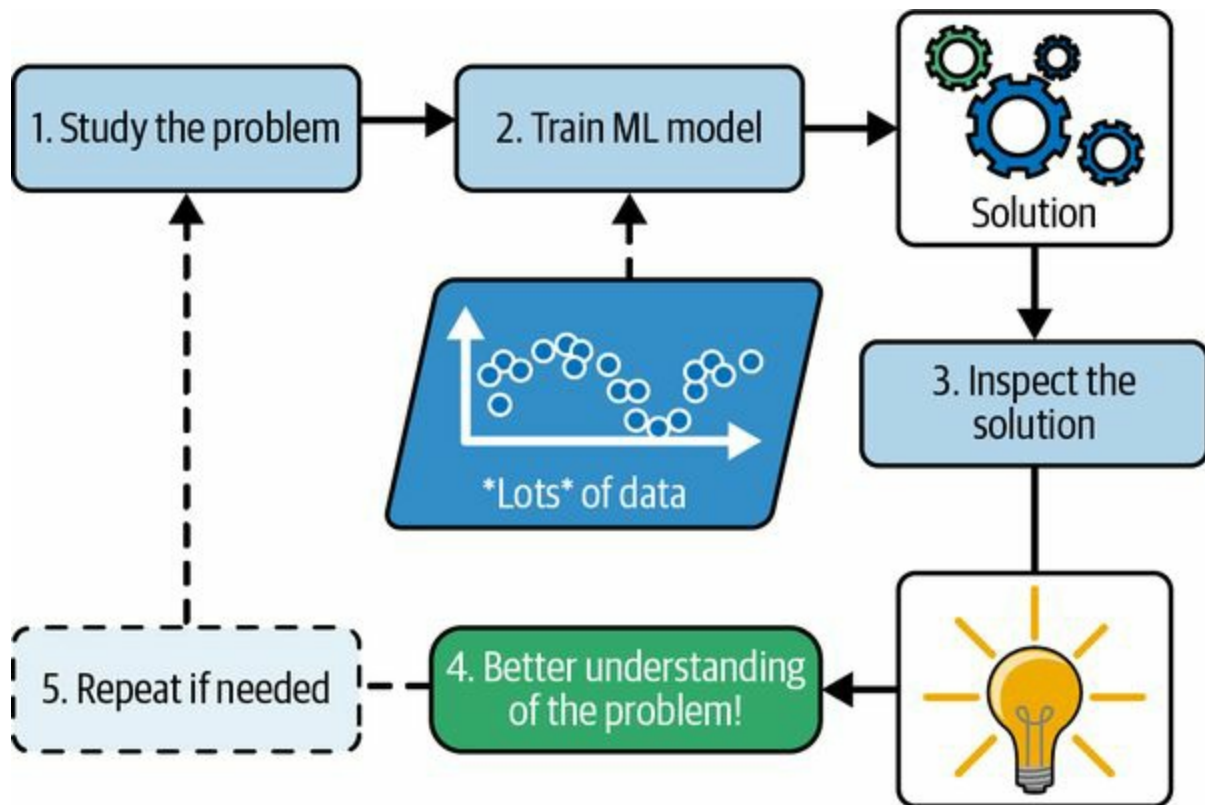 1. Study the problem
2. Train ML model
Solution
*Lots* of data
3. Inspect the
solution
4. Better understanding
of the problem!
5. Repeat if needed